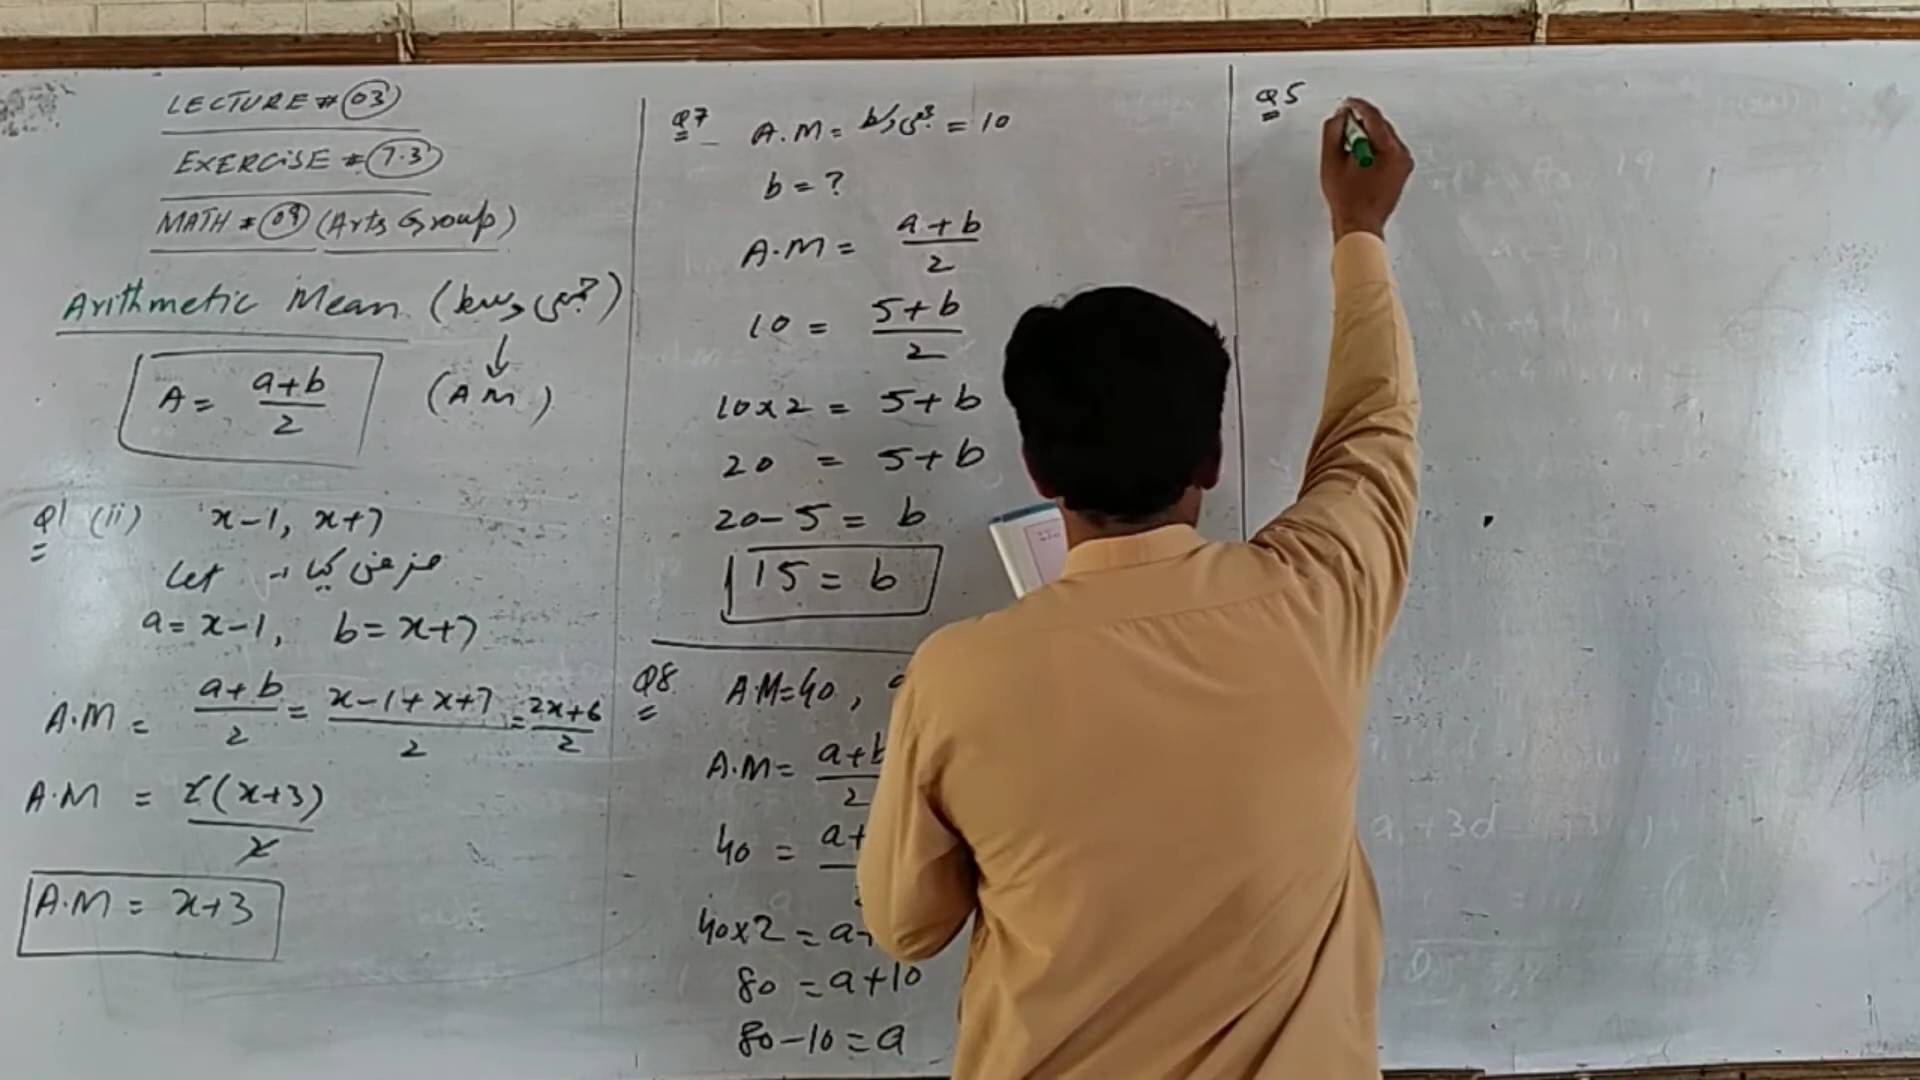 LECTURE # 03
EXERCISE # 7.3
MATH # 09 (Arts Group)
Arithmetic Mean (حسابی وسط)
A = a+b/2 (A M)
Q1 (ii) x-1, x+7
Let فرض کیا
a = x-1, b = x+7
A.M = a+b/2 = x-1+x+7/2 = 2x+6/2
A.M = 2(x+3)/2
A.M = x+3
Q7 A.M = = 10
b = ?
A.M = a+b/2
10 = 5+b/2
10x2 = 5+b
20 = 5+b
20-5 = b
15 = b
Q8 A.M=40,
A.M = a+b/2
40 = a+
40x2 = a+
80 = a+10
80-10 = a
Q5